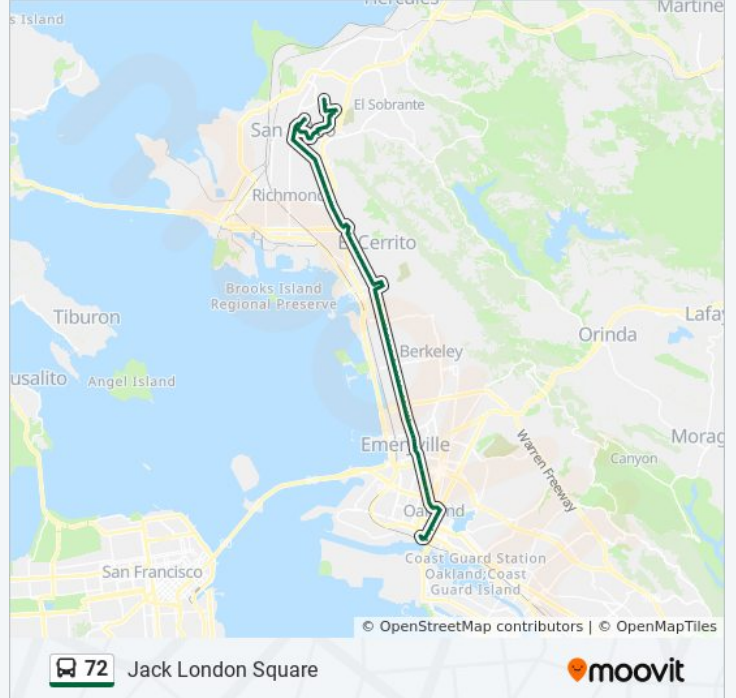 Hercules
Martine
s Island
El Sobrante
San
Richmond
El Cerrito
Brooks Island
Regional Preserve
Tiburon
Lafay
Orinda
Berkeley
usalito
Angel Island
Emeryville
Morag
Warren Freeway
Canyon
Oakland
Coast Guard Station
Oakland;Coast
Guard Island
San Francisco
© OpenStreetMap contributors | © OpenMapTiles
72 Jack London Square
moovit